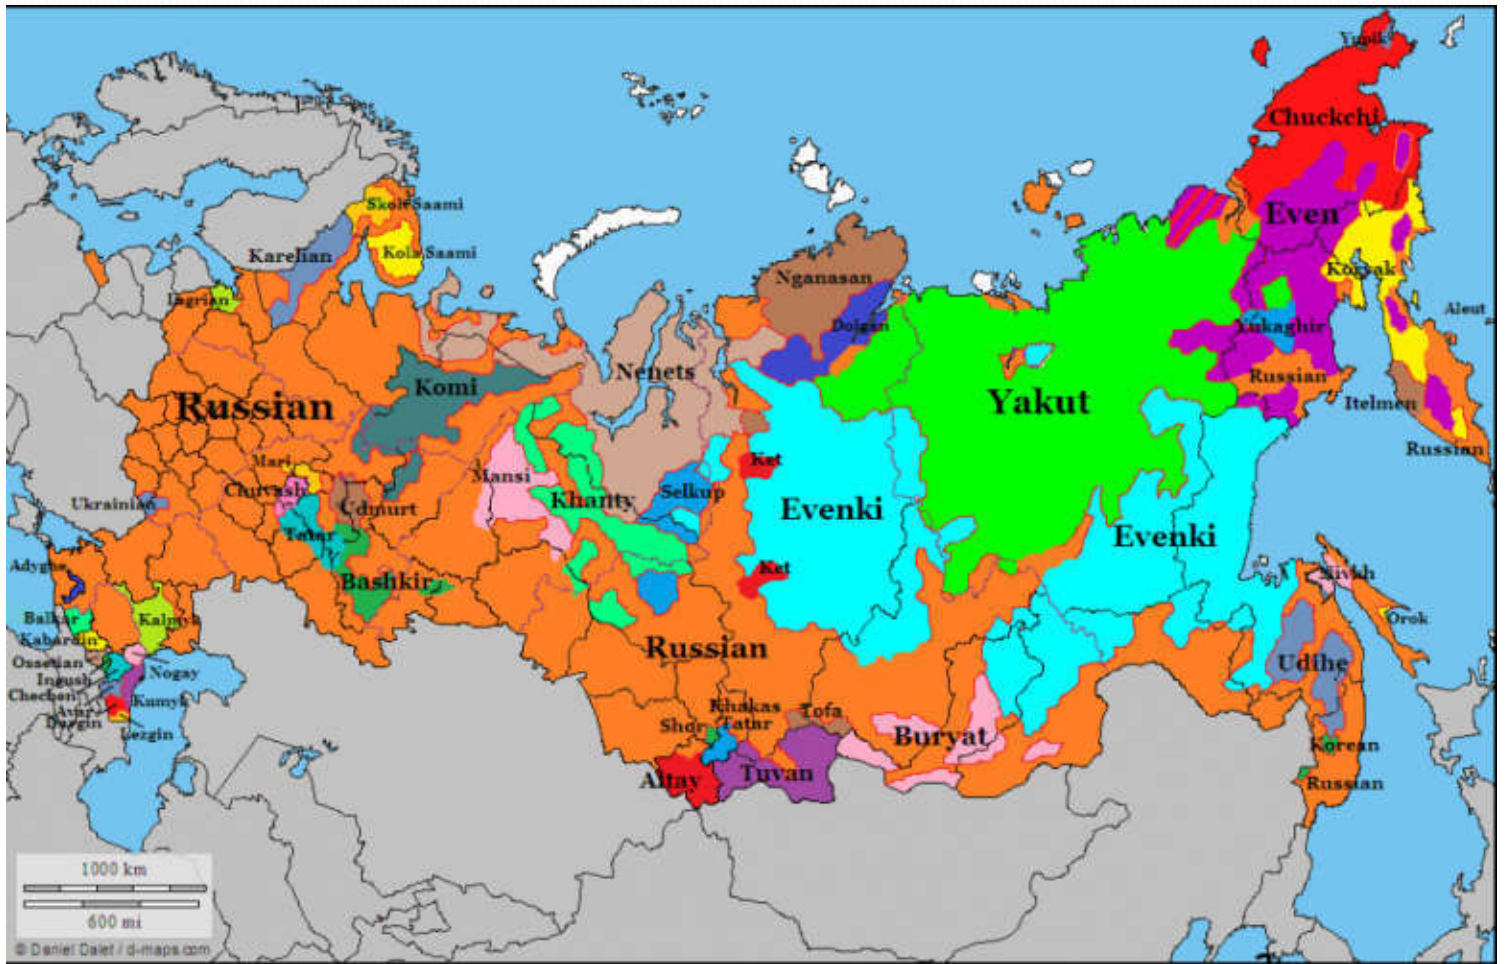 Yupik
Chuckchi
Skolt Saami
Even
Karelian
Kola Saami
Koryak
Nganasan
Ingrian
Aleut
Dolgan
Yukaghir
Nenets
Komi
Russian
Yakut
Russian
Itelmen
Russian
Mari
Ket
Mansi
Chuvash
Selkup
Khanty
Ukrainian
Udmurt
Evenki
Tatar
Evenki
Adyghe
Ket
Bashkir
Nivkh
Balkar
Kalmyk
Orok
Kabardin
Russian
Ossetian
Udihe
Nogay
Ingush
Chechen
Kumyk
Avar
Khakas
Tofa
Dargin
Shor
Tatar
Lezgin
Buryat
Korean
Altay
Tuvan
Russian
1000 km
600 mi
© Daniel Dalet / d-maps.com